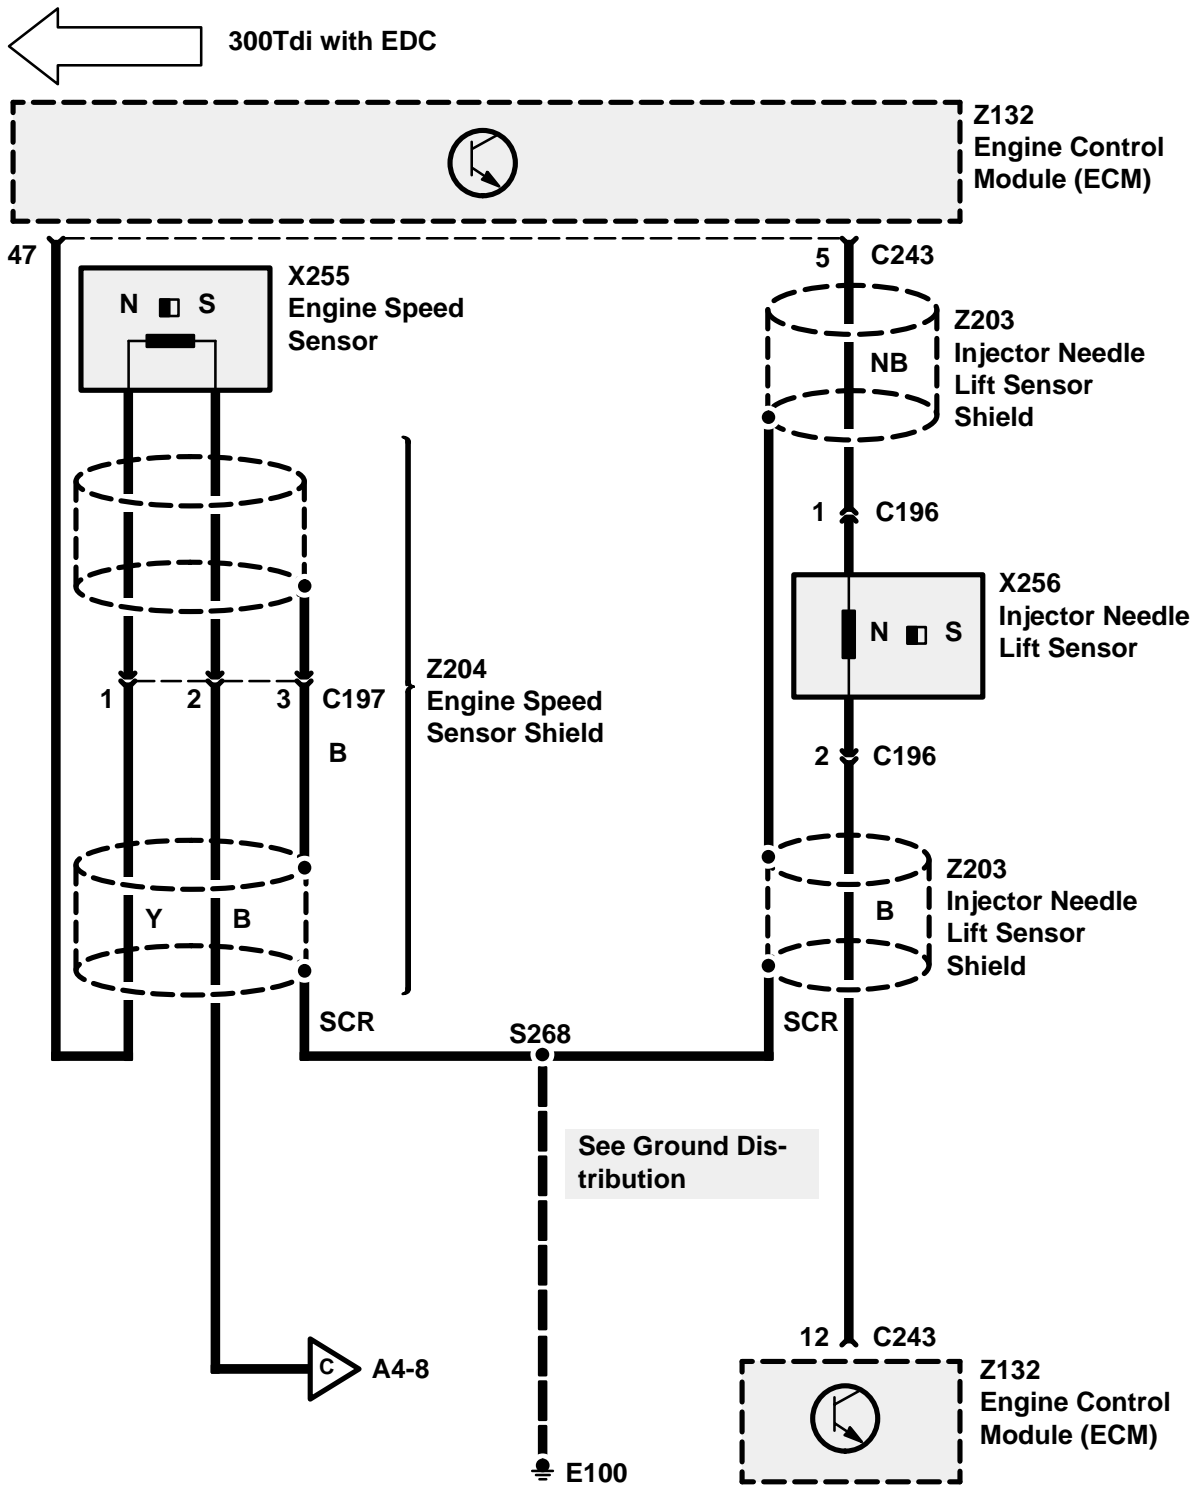 300Tdi with EDC
Z132
Engine Control
Module (ECM)
47
5
C243
X255
Engine Speed
Sensor
N
S
Z203
Injector Needle
Lift Sensor
Shield
NB
1
C196
X256
Injector Needle
Lift Sensor
N
S
1
2
3
C197
B
Z204
Engine Speed
Sensor Shield
2
C196
Y
B
Z203
Injector Needle
Lift Sensor
Shield
B
SCR
S268
SCR
See Ground Dis-
tribution
C
A4-8
12
C243
Z132
Engine Control
Module (ECM)
E100